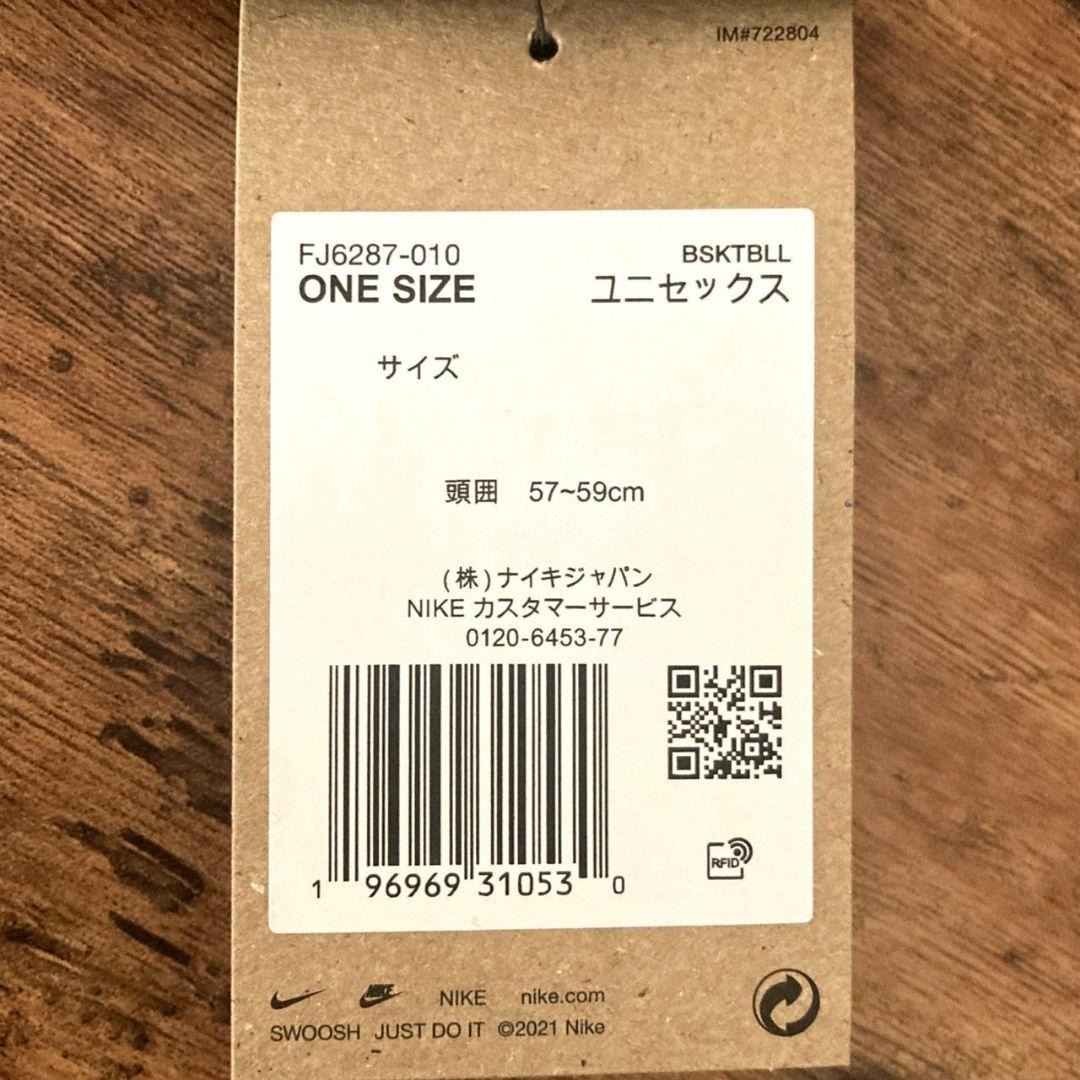 IM#722804
FJ6287-010 BSKTBLL
ONE SIZE ユニセックス
サイズ
頭囲 57~59cm
(株)ナイキジャパン
NIKE カスタマーサービス
0120-6453-77
RFID
1 96969 31053 0
NIKE NIKE nike.com
SWOOSH JUST DO IT ©2021 Nike